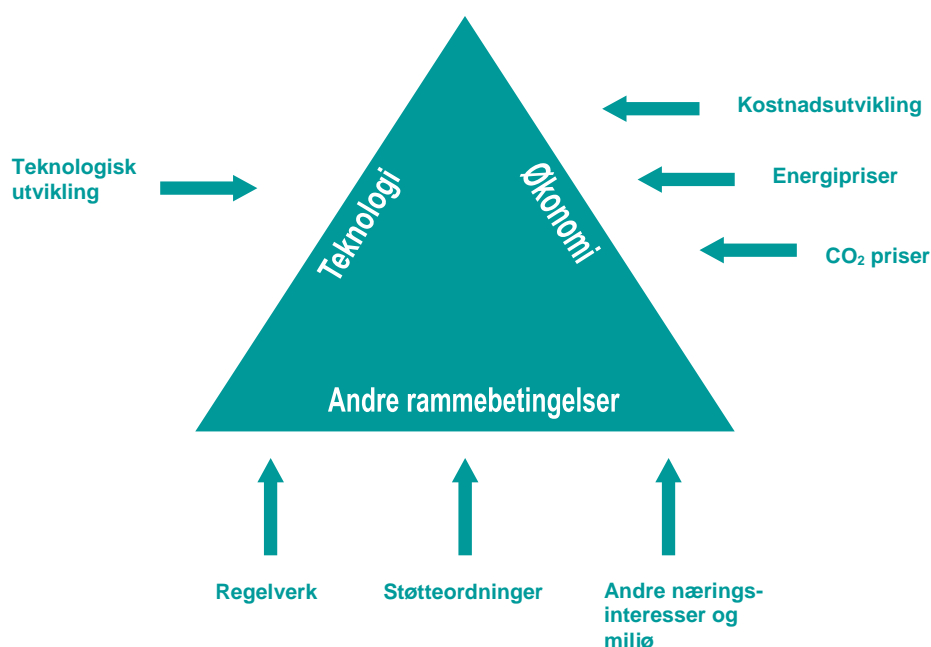 Kostnadsutvikling
Teknologisk
utvikling
Energipriser
Teknologi
Økonomi
CO₂ priser
Andre rammebetingelser
Regelverk
Støtteordninger
Andre nærings-
interesser og
miljø